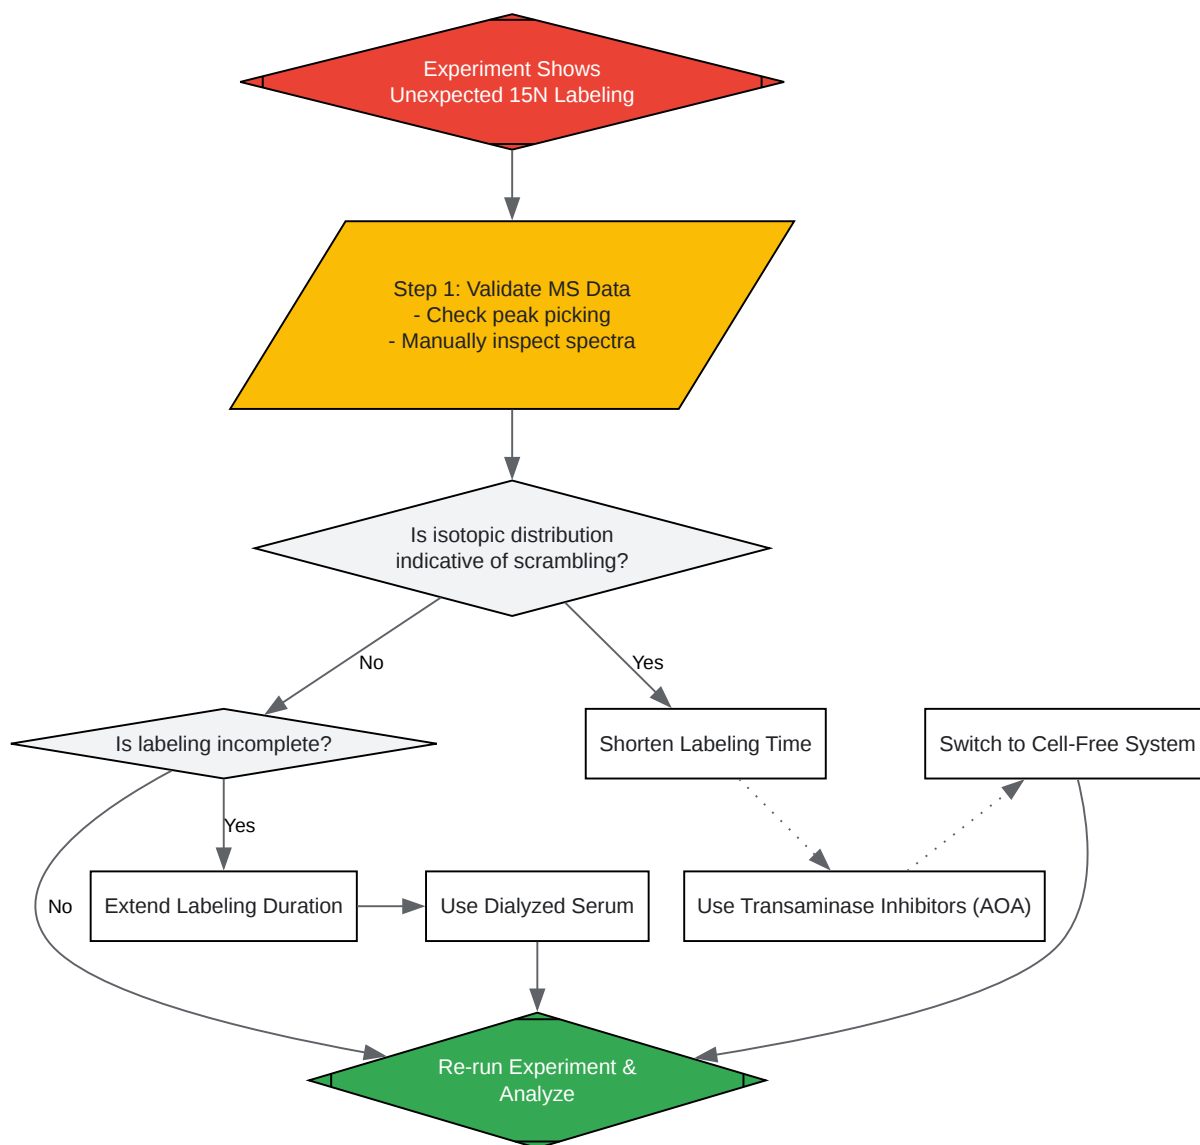 Experiment Shows
Unexpected 15N Labeling
Step 1: Validate MS Data
- Check peak picking
- Manually inspect spectra
Is isotopic distribution
indicative of scrambling?
No
Yes
Is labeling incomplete?
Shorten Labeling Time
Switch to Cell-Free System
Yes
No
Extend Labeling Duration
Use Dialyzed Serum
Use Transaminase Inhibitors (AOA)
Re-run Experiment &
Analyze